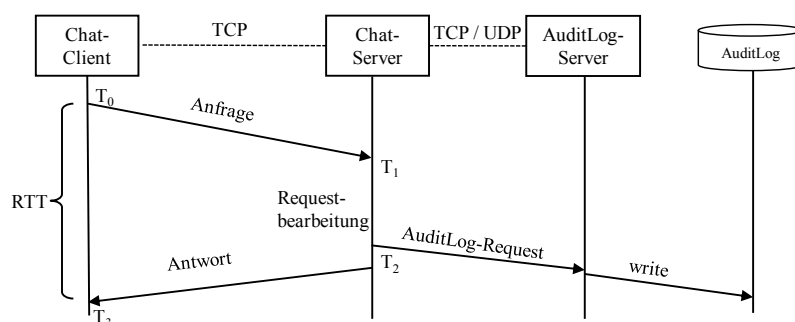 Chat-
Client
TCP
Chat-
Server
TCP / UDP
AuditLog-
Server
AuditLog
T₀
Anfrage
T₁
RTT
Request-
bearbeitung
AuditLog-Request
T₂
Antwort
write
T₃